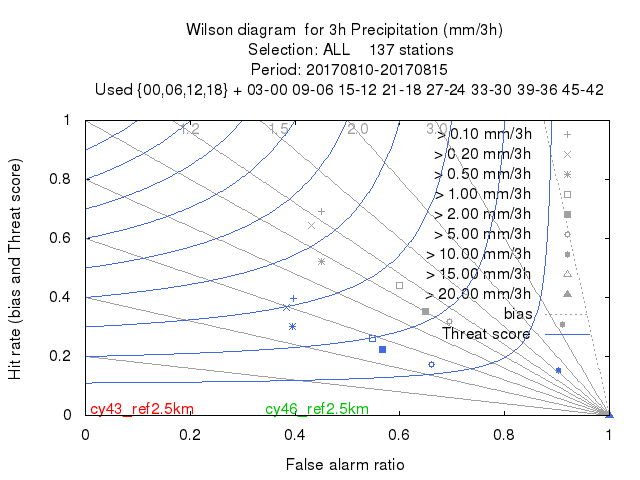 Wilson diagram for 3h Precipitation (mm/3h)
Selection: ALL 137 stations
Period: 20170810-20170815
Used {00,06,12,18} + 03-00 09-06 15-12 21-18 27-24 33-30 39-36 45-42
1.2 1.5 2.0 3.0
> 0.10 mm/3h
> 0.20 mm/3h
> 0.50 mm/3h
> 1.00 mm/3h
> 2.00 mm/3h
> 5.00 mm/3h
> 10.00 mm/3h
> 15.00 mm/3h
> 20.00 mm/3h
bias
Threat score
1
0.8
0.6
0.4
0.2
0
Hit rate (bias and Threat score)
cy43_ref2.5km cy46_ref2.5km
0 0.2 0.4 0.6 0.8 1
False alarm ratio